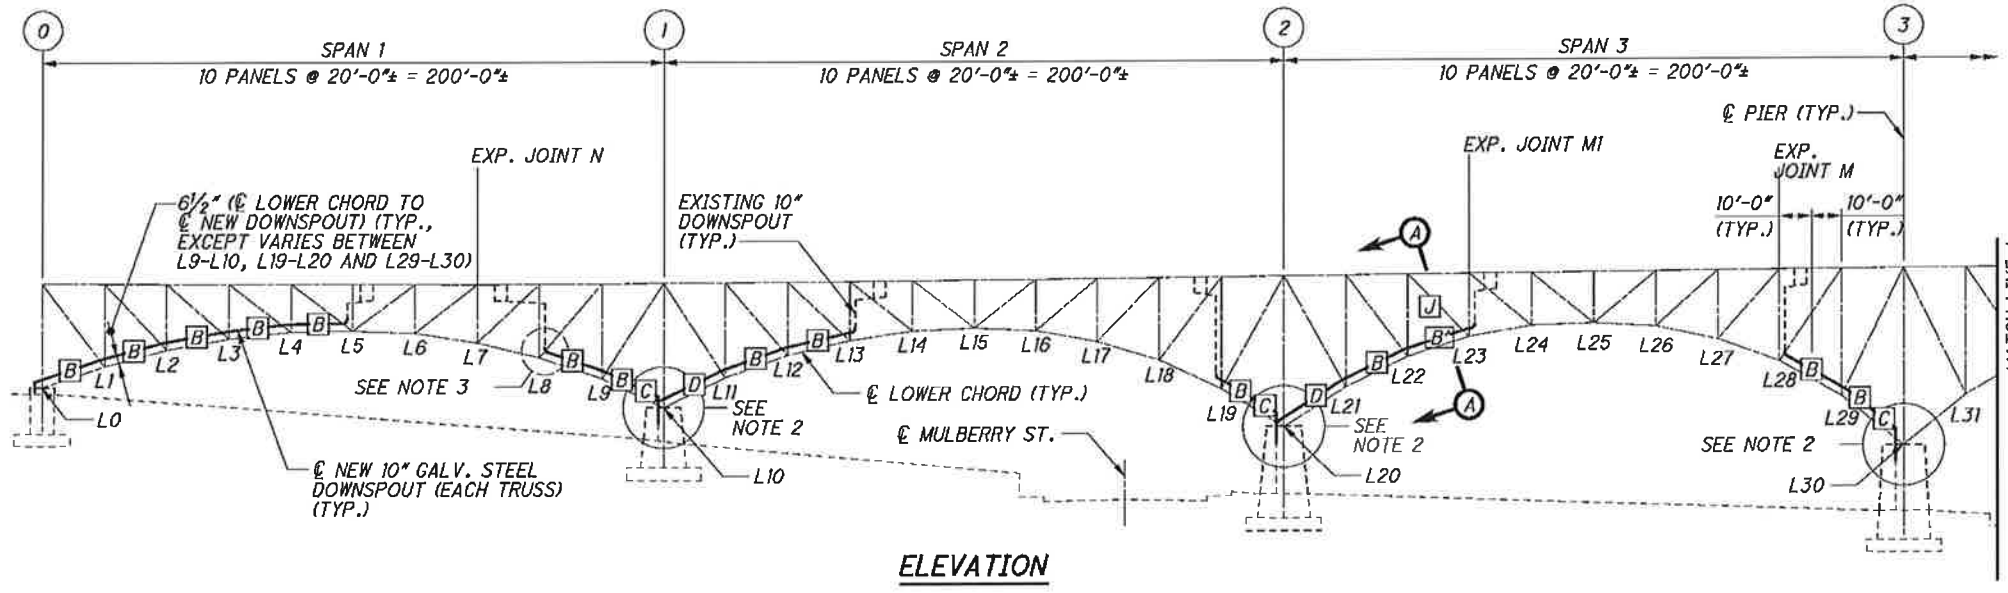 0
1
2
3
SPAN 1
10 PANELS @ 20'-0"± = 200'-0"±
SPAN 2
10 PANELS @ 20'-0"± = 200'-0"±
SPAN 3
10 PANELS @ 20'-0"± = 200'-0"±
℄ PIER (TYP.)
EXP. JOINT N
EXP. JOINT M1
EXP.
JOINT M
10'-0"
(TYP.)
10'-0"
(TYP.)
6½" (℄ LOWER CHORD TO
℄ NEW DOWNSPOUT) (TYP.,
EXCEPT VARIES BETWEEN
L9-L10, L19-L20 AND L29-L30)
EXISTING 10"
DOWNSPOUT
(TYP.)
A
J
B B B B B
B B C D B B
B C D B B
B B C
L0 L1 L2 L3 L4 L5 L6 L7 L8 L9
L10
L11 L12 L13 L14 L15 L16 L17 L18 L19
L20
L21 L22 L23 L24 L25 L26 L27 L28 L29
L30
L31
A
SEE NOTE 3
SEE
NOTE 2
℄ LOWER CHORD (TYP.)
℄ MULBERRY ST.
SEE
NOTE 2
SEE NOTE 2
℄ NEW 10" GALV. STEEL
DOWNSPOUT (EACH TRUSS)
(TYP.)
ELEVATION